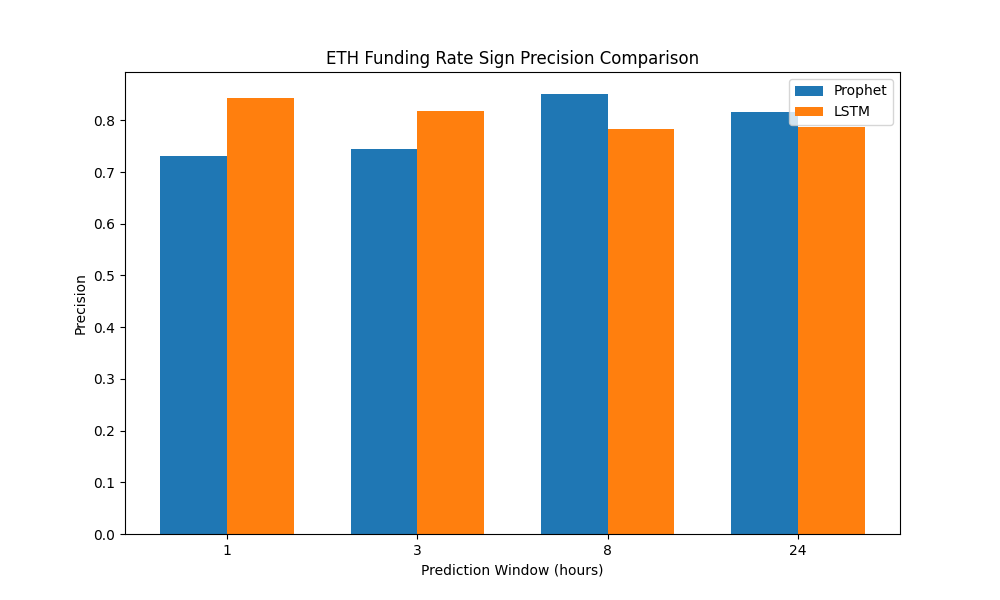 ETH Funding Rate Sign Precision Comparison
Prophet
LSTM
Precision
0.8
0.7
0.6
0.5
0.4
0.3
0.2
0.1
0.0
1
3
8
24
Prediction Window (hours)